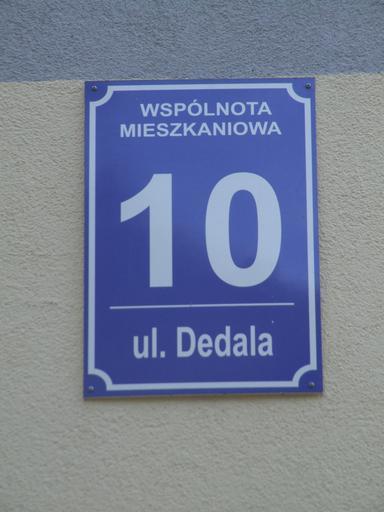 WSPÓLNOTA
MIESZKANIOWA
10
ul. Dedala